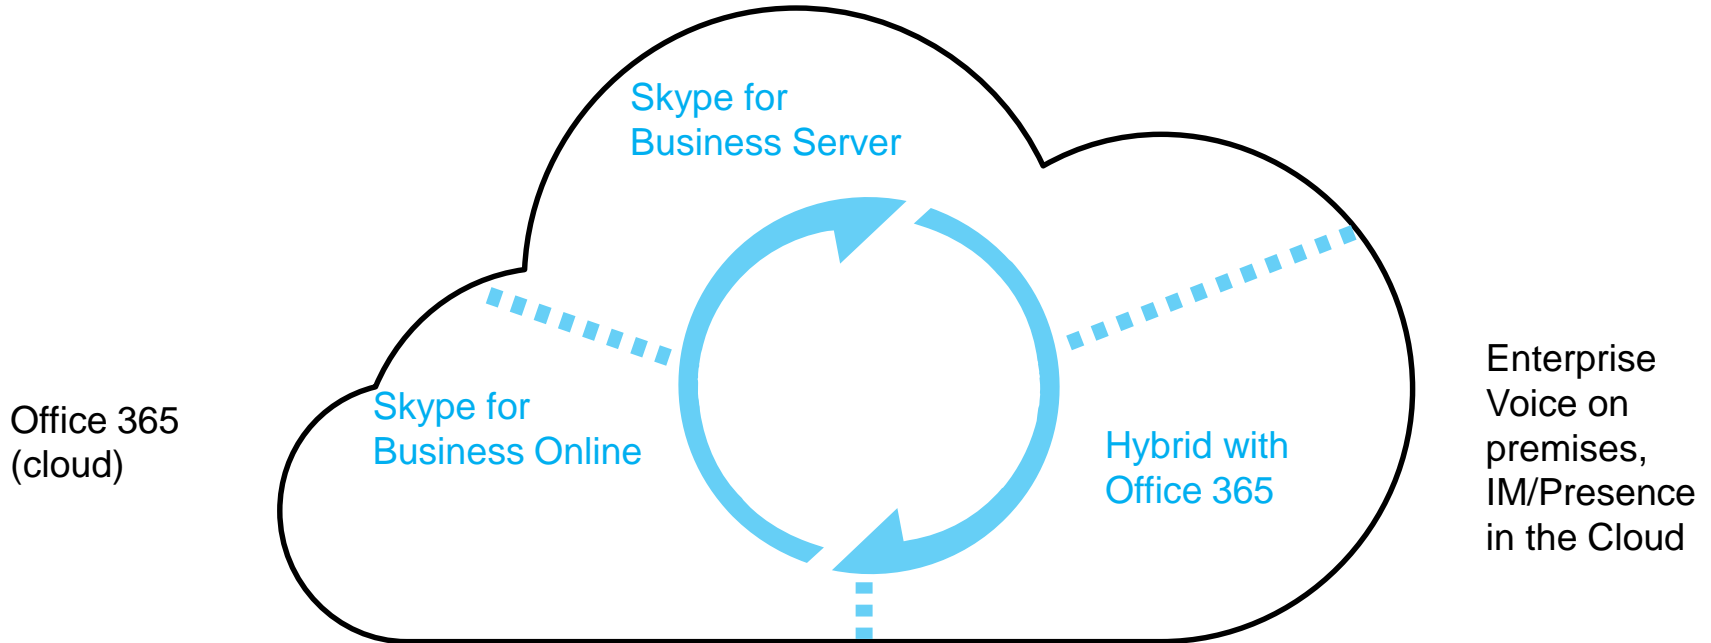 Skype for
Business Server
Office 365
(cloud)
Skype for
Business Online
Hybrid with
Office 365
Enterprise
Voice on
premises,
IM/Presence
in the Cloud